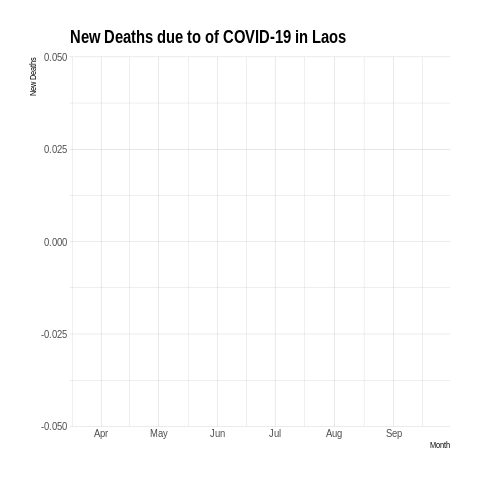 New Deaths due to of COVID-19 in Laos
New Deaths
0.050
0.025
0.000
-0.025
-0.050
Apr May Jun Jul Aug Sep
Month